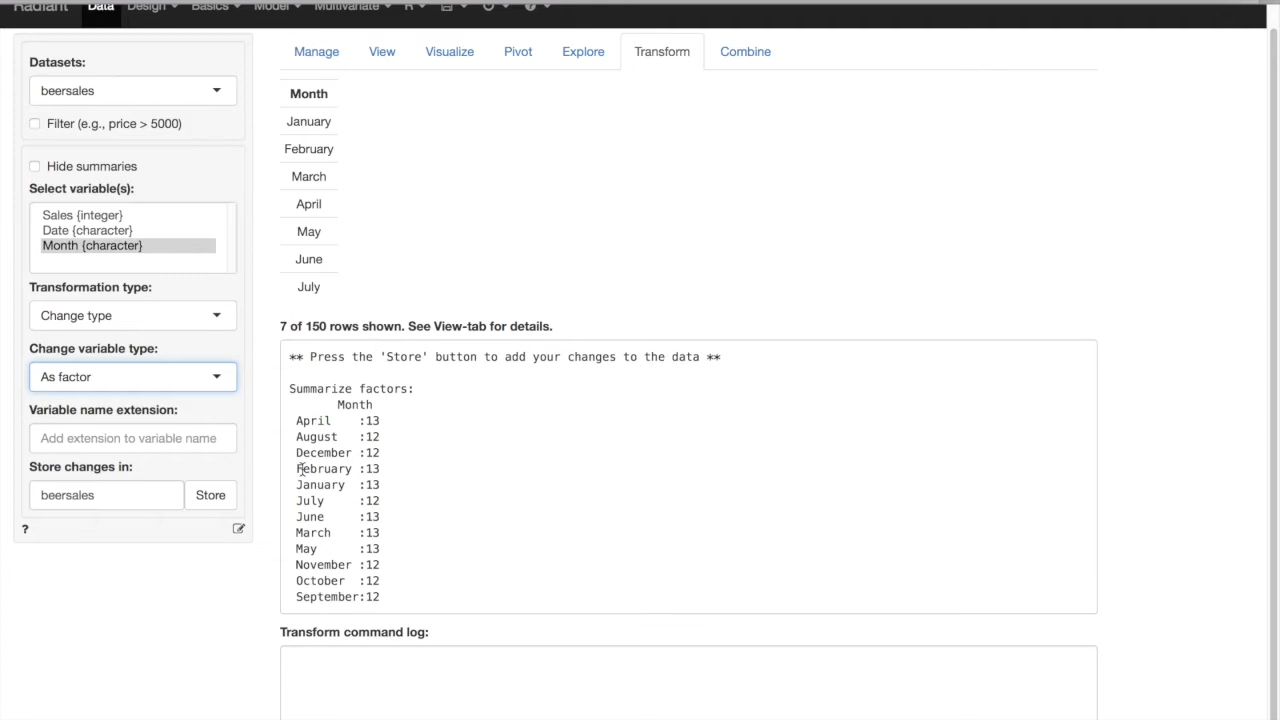 Radiant Data Design Basics Model Multivariate R
Datasets:
beersales
Filter (e.g., price > 5000)
Hide summaries
Select variable(s):
Sales {integer}
Date {character}
Month {character}
Transformation type:
Change type
Change variable type:
As factor
Variable name extension:
Add extension to variable name
Store changes in:
beersales Store
?
Manage View Visualize Pivot Explore Transform Combine
Month
January
February
March
April
May
June
July
7 of 150 rows shown. See View-tab for details.
** Press the 'Store' button to add your changes to the data **
Summarize factors:
Month
April :13
August :12
December :12
February :13
January :13
July :12
June :13
March :13
May :13
November :12
October :12
September:12
Transform command log: